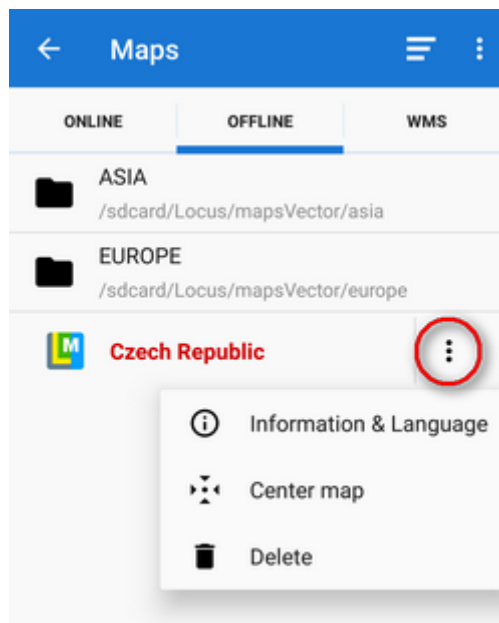 Maps
ONLINE OFFLINE WMS
ASIA
/sdcard/Locus/mapsVector/asia
EUROPE
/sdcard/Locus/mapsVector/europe
LM Czech Republic
Information & Language
Center map
Delete